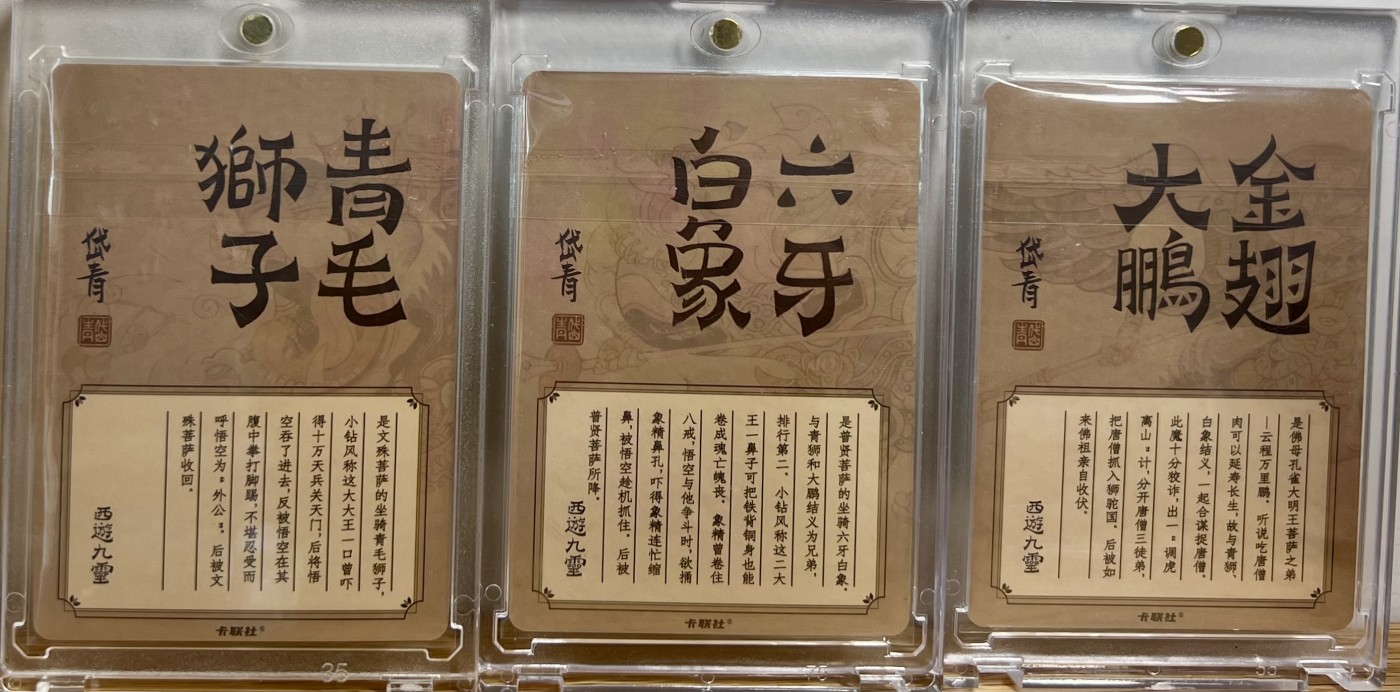 青毛
獅子
岱青
岱青
是文殊菩萨的坐骑青毛狮子，
小钻风称这大大王一口曾吓
得十万天兵关天门，后将悟
空吞了进去，反被悟空在其
腹中拳打脚踢，不堪忍受而
呼悟空为“外公”。后被文
殊菩萨收回。
西遊九靈
卡联社®
35
六牙
白象
岱青
岱青
是普贤菩萨的坐骑六牙白象。
与青狮和大鹏结义为兄弟，
排行第二。小钻风称这二大
王一鼻子可把铁背铜身也能
卷成魂亡魄丧。象精曾卷住
八戒，悟空与他争斗时，欲捅
象精鼻孔，吓得象精连忙缩
鼻，被悟空趁机抓住。后被
普贤菩萨所降。
西遊九靈
卡联社®
金翅
大鵬
岱青
岱青
是佛母孔雀大明王菩萨之弟
—云程万里鹏。听说吃唐僧
肉可以延寿长生，故与青狮、
白象结义，一起合谋捉唐僧。
此魔十分狡诈，出一“调虎
离山”计，分开唐僧三徒弟，
把唐僧抓入狮驼国。后被如
来佛祖亲自收伏。
西遊九靈
卡联社®